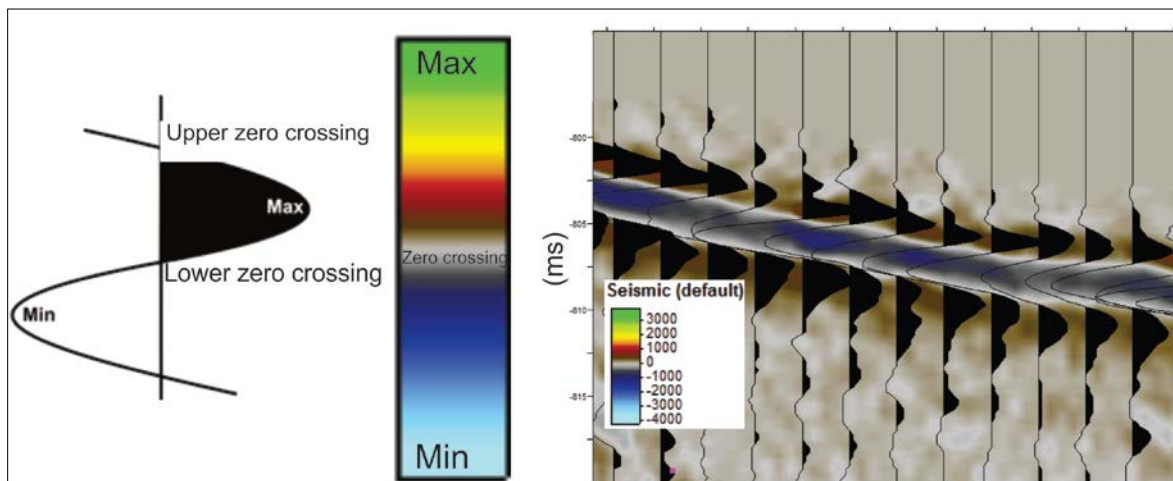 Upper zero crossing
Max
Lower zero crossing
Min
Max
Zero crossing
Min
(ms)
-800
-805
-810
-815
Seismic (default)
3000
2000
1000
0
-1000
-2000
-3000
-4000